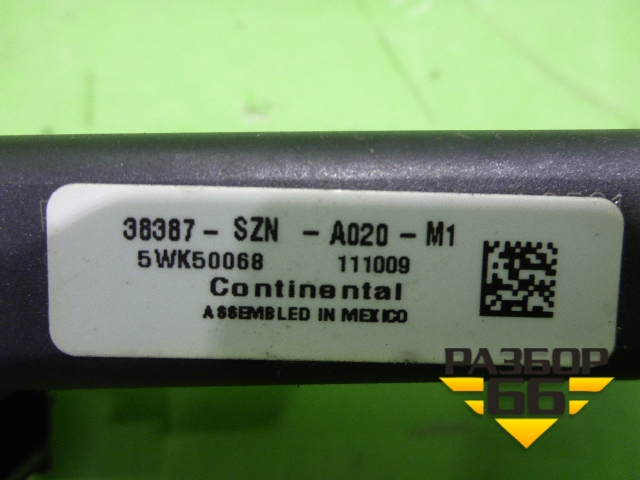 38387 - SZN - A020 - M1
5WK50068 111009
Continental
ASSEMBLED IN MEXICO
РАЗБОР
66